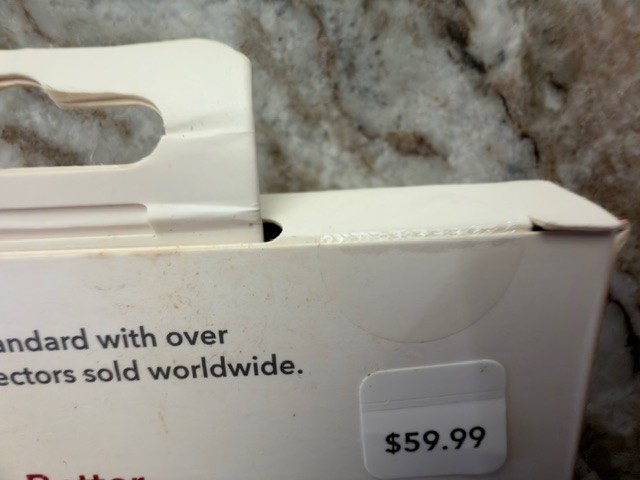 andard with over
ectors sold worldwide.
$59.99